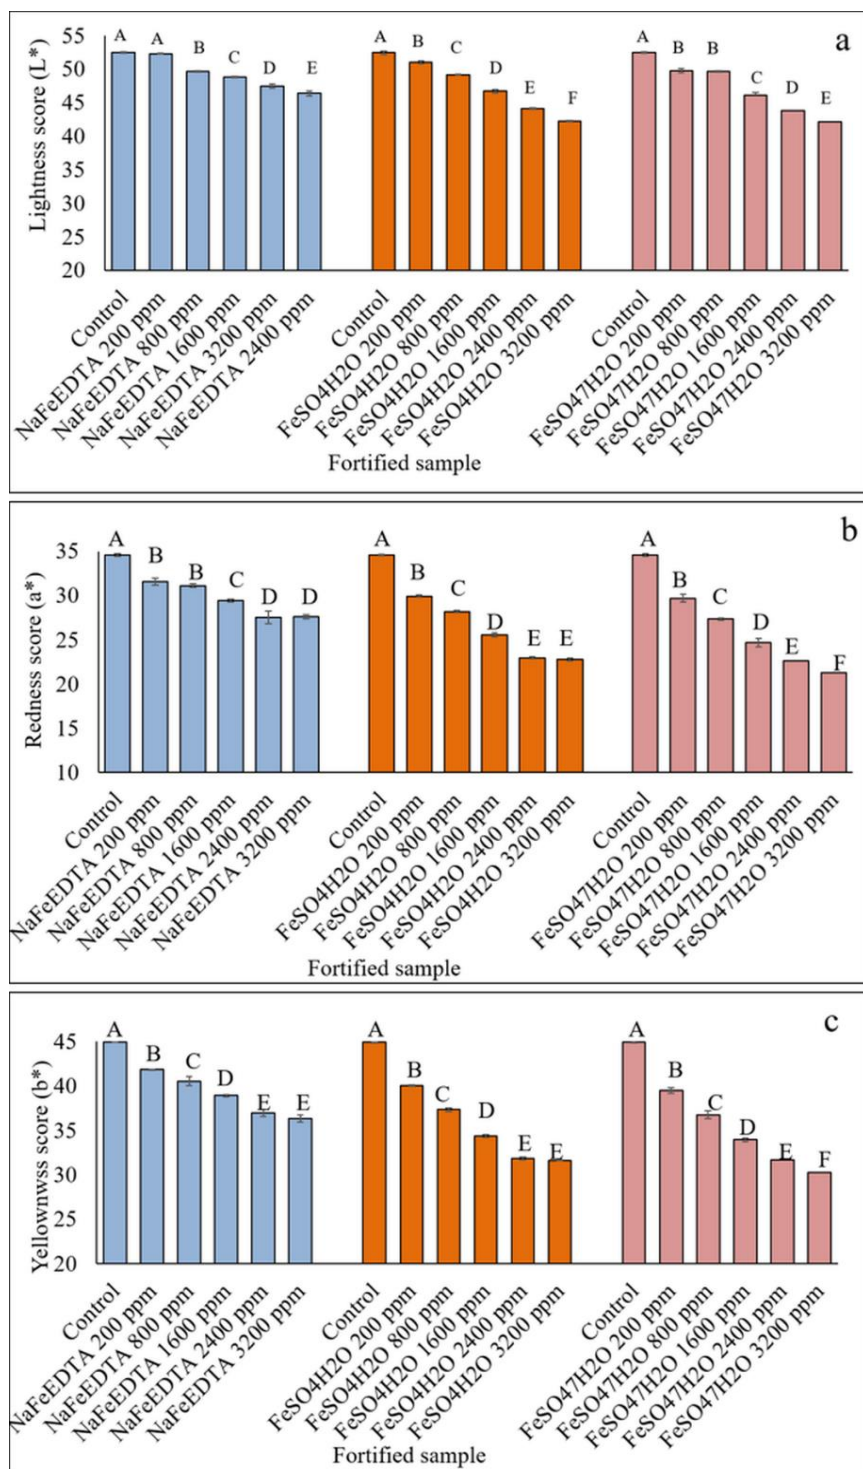 a
Lightness score (L*)
55
50
45
40
35
30
25
20
A A B C D E
A B C D E F
A B B C D E
Control
NaFeEDTA 200 ppm
NaFeEDTA 800 ppm
NaFeEDTA 1600 ppm
NaFeEDTA 3200 ppm
NaFeEDTA 2400 ppm
Control
FeSO4H2O 200 ppm
FeSO4H2O 800 ppm
FeSO4H2O 1600 ppm
FeSO4H2O 2400 ppm
FeSO4H2O 3200 ppm
Control
FeSO47H2O 200 ppm
FeSO47H2O 800 ppm
FeSO47H2O 1600 ppm
FeSO47H2O 2400 ppm
FeSO47H2O 3200 ppm
Fortified sample
b
Redness score (a*)
35
30
25
20
15
10
A B B C D D
A B C D E E
A B C D E F
Control
NaFeEDTA 200 ppm
NaFeEDTA 800 ppm
NaFeEDTA 1600 ppm
NaFeEDTA 2400 ppm
NaFeEDTA 3200 ppm
Control
FeSO4H2O 200 ppm
FeSO4H2O 800 ppm
FeSO4H2O 1600 ppm
FeSO4H2O 2400 ppm
FeSO4H2O 3200 ppm
Control
FeSO47H2O 200 ppm
FeSO47H2O 800 ppm
FeSO47H2O 1600 ppm
FeSO47H2O 2400 ppm
FeSO47H2O 3200 ppm
Fortified sample
c
Yellownwss score (b*)
45
40
35
30
25
20
A B C D E E
A B C D E E
A B C D E F
Control
NaFeEDTA 200 ppm
NaFeEDTA 800 ppm
NaFeEDTA 1600 ppm
NaFeEDTA 2400 ppm
NaFeEDTA 3200 ppm
Control
FeSO4H2O 200 ppm
FeSO4H2O 800 ppm
FeSO4H2O 1600 ppm
FeSO4H2O 2400 ppm
FeSO4H2O 3200 ppm
Control
FeSO47H2O 200 ppm
FeSO47H2O 800 ppm
FeSO47H2O 1600 ppm
FeSO47H2O 2400 ppm
FeSO47H2O 3200 ppm
Fortified sample